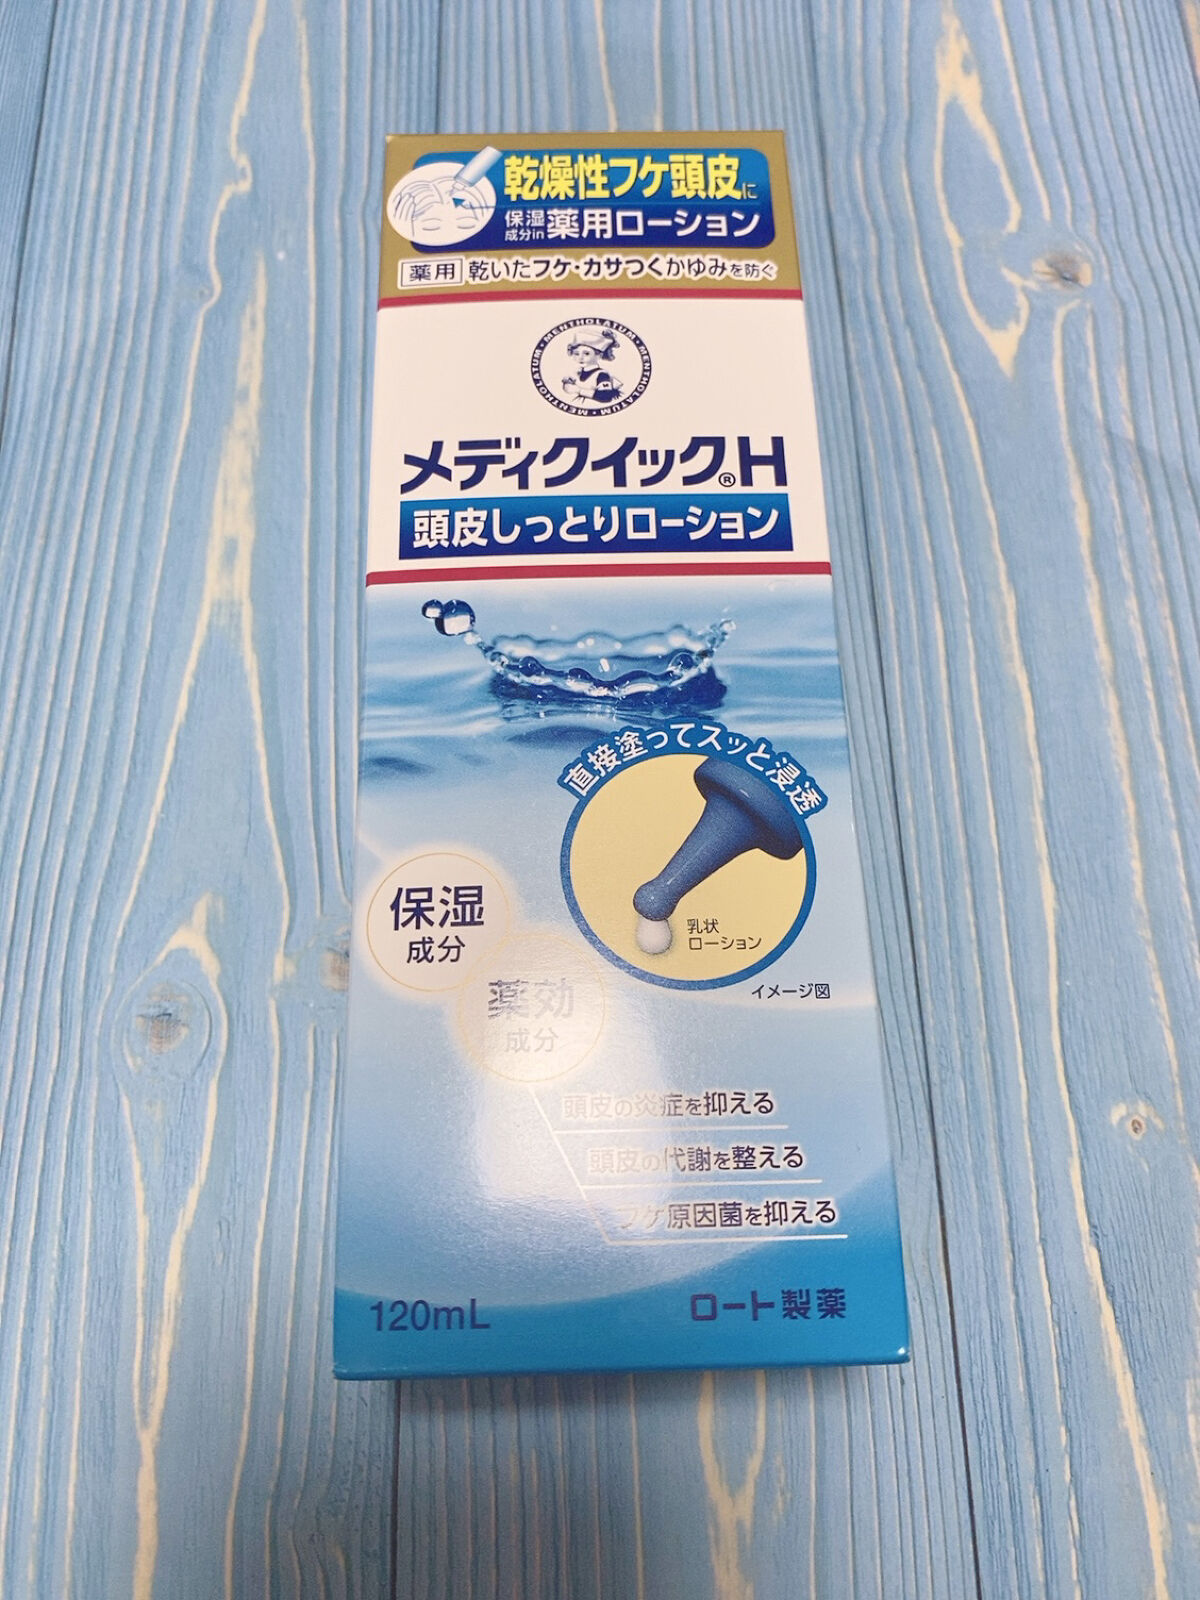 乾燥性フケ頭皮に
保湿成分in薬用ローション
薬用 乾いたフケ・カサつくかゆみを防ぐ
MENTHOLATUM・MENTHOLATUM・MENTHOLATUM・
メディクイック®H
頭皮しっとりローション
直接塗ってスッと浸透
乳状
ローション
イメージ図
保湿
成分
薬効
成分
頭皮の炎症を抑える
頭皮の代謝を整える
フケ原因菌を抑える
120mL
ロート製薬